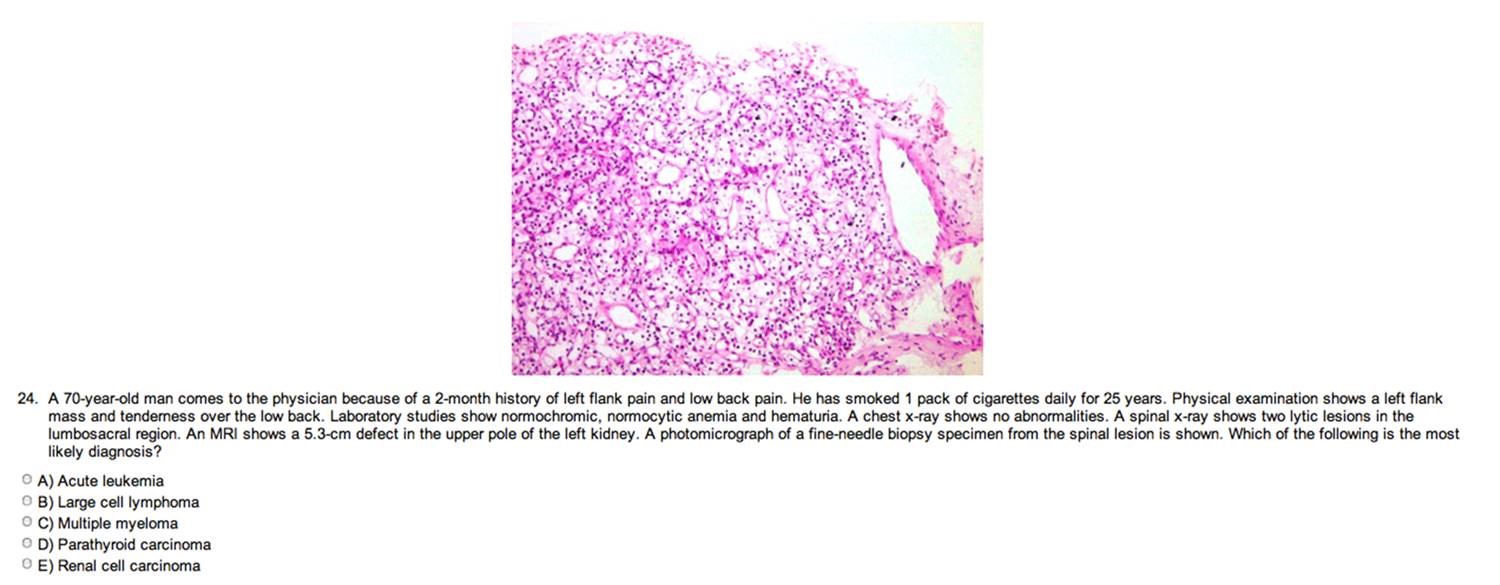 24. A 70-year-old man comes to the physician because of a 2-month history of left flank pain and low back pain. He has smoked 1 pack of cigarettes daily for 25 years. Physical examination shows a left flank
mass and tenderness over the low back. Laboratory studies show normochromic, normocytic anemia and hematuria. A chest x-ray shows no abnormalities. A spinal x-ray shows two lytic lesions in the
lumbosacral region. An MRI shows a 5.3-cm defect in the upper pole of the left kidney. A photomicrograph of a fine-needle biopsy specimen from the spinal lesion is shown. Which of the following is the most
likely diagnosis?
A) Acute leukemia
B) Large cell lymphoma
C) Multiple myeloma
D) Parathyroid carcinoma
E) Renal cell carcinoma